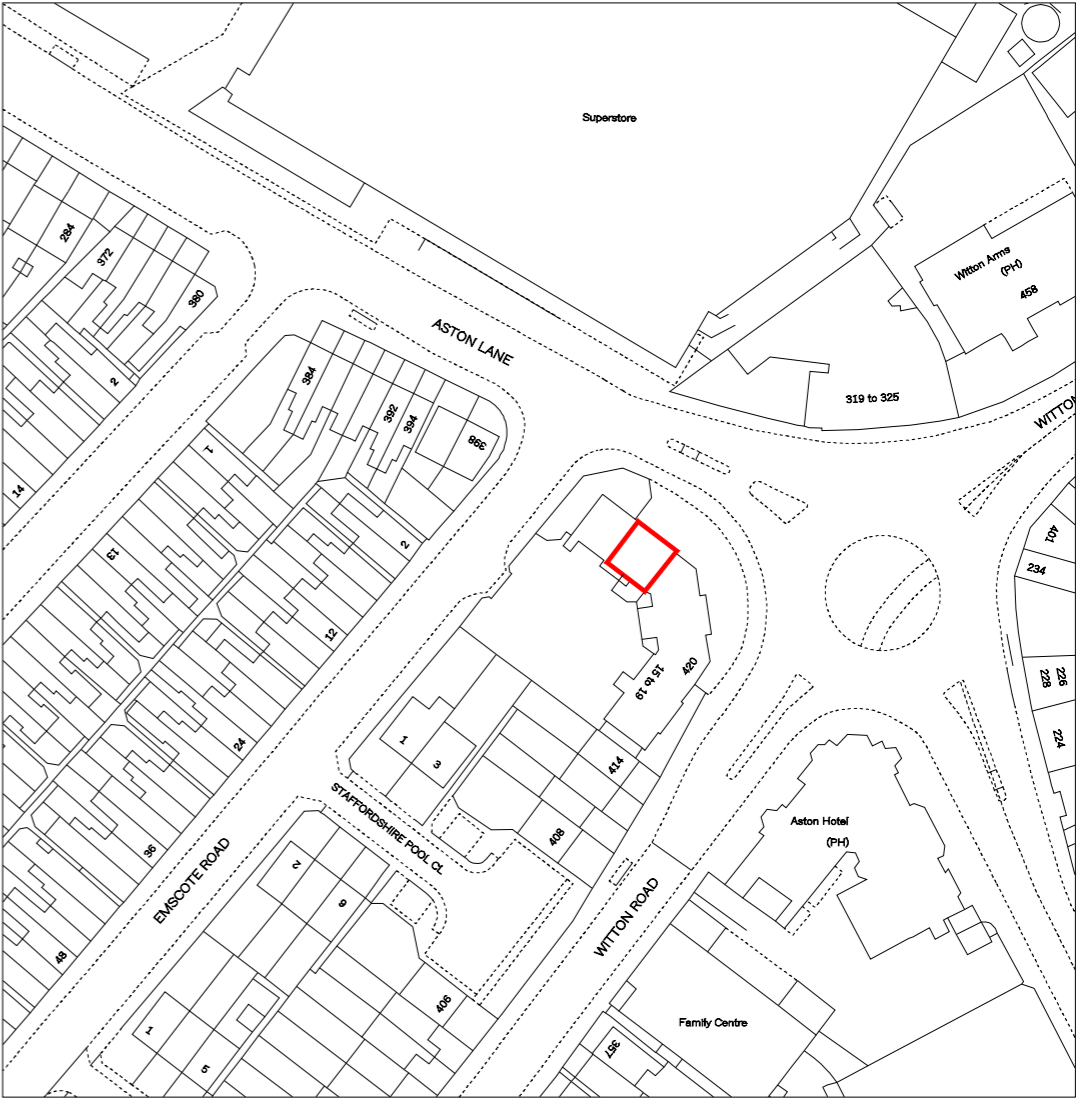 Superstore
284
372
380
Witton Arms
(PH)
458
ASTON LANE
384
392
394
398
319 to 325
WITTON
2
14
1
13
2
12
401
234
226
228
224
15 to 19
420
1
3
414
408
24
36
48
STAFFORDSHIRE POOL CL
EMSCOTE ROAD
2
9
Aston Hotel
(PH)
WITTON ROAD
406
Family Centre
357
1
5